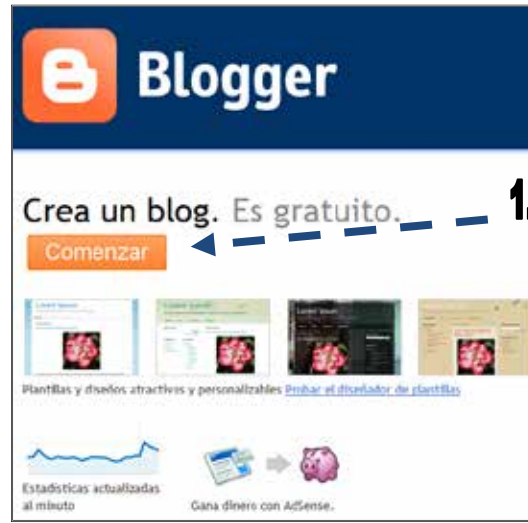 Blogger
Crea un blog. Es gratuito.
1.
Comenzar
Plantillas y diseños atractivos y personalizables Probar el diseñador de plantillas
Estadísticas actualizadas
al minuto
Gana dinero con AdSense.